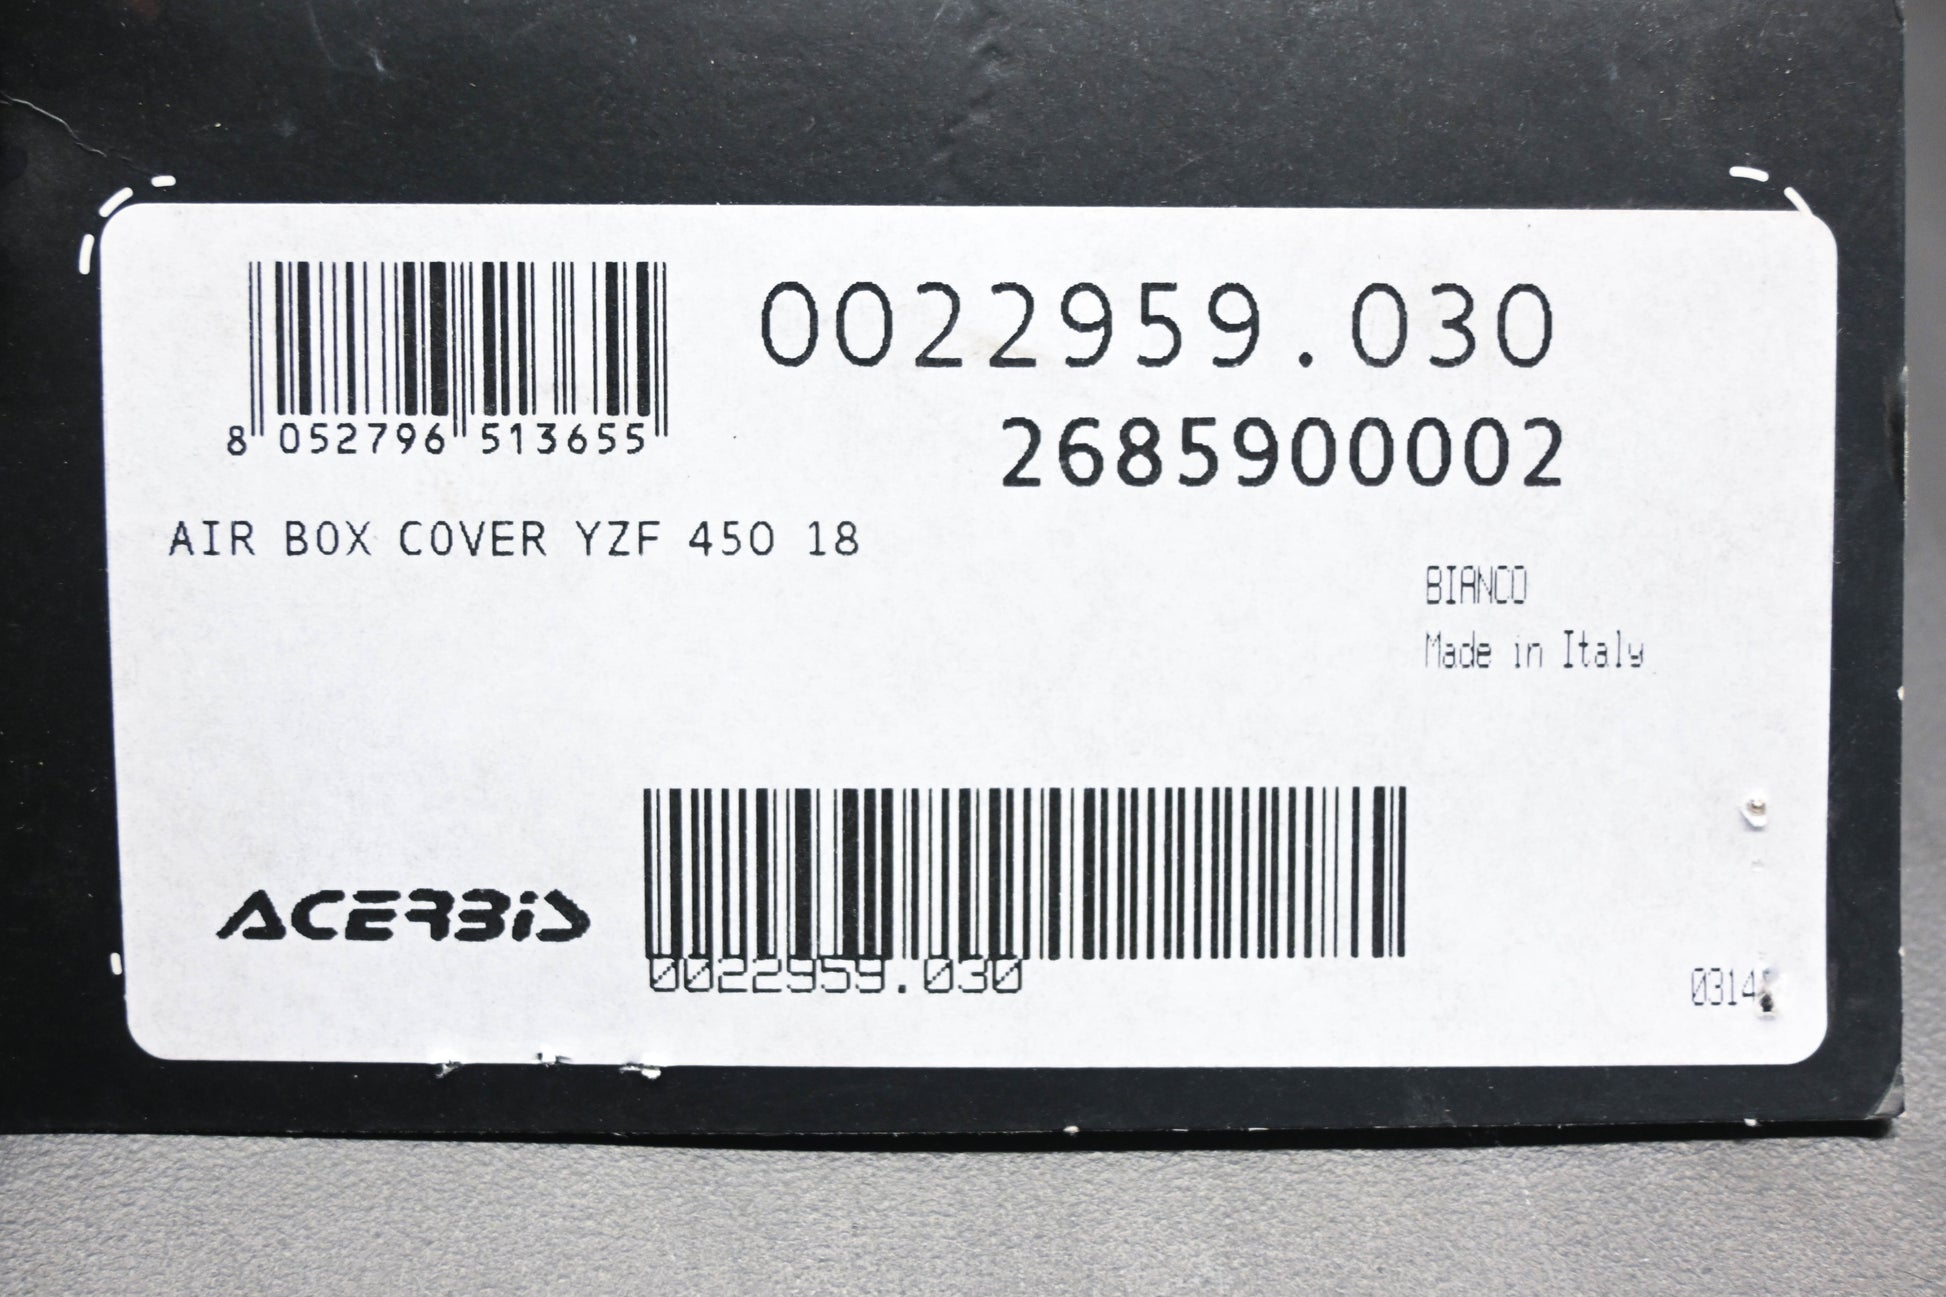 0022959.030
8 052796 513655
2685900002
AIR BOX COVER YZF 450 18
BIANCO
Made in Italy
ACERBIS
0022959.030